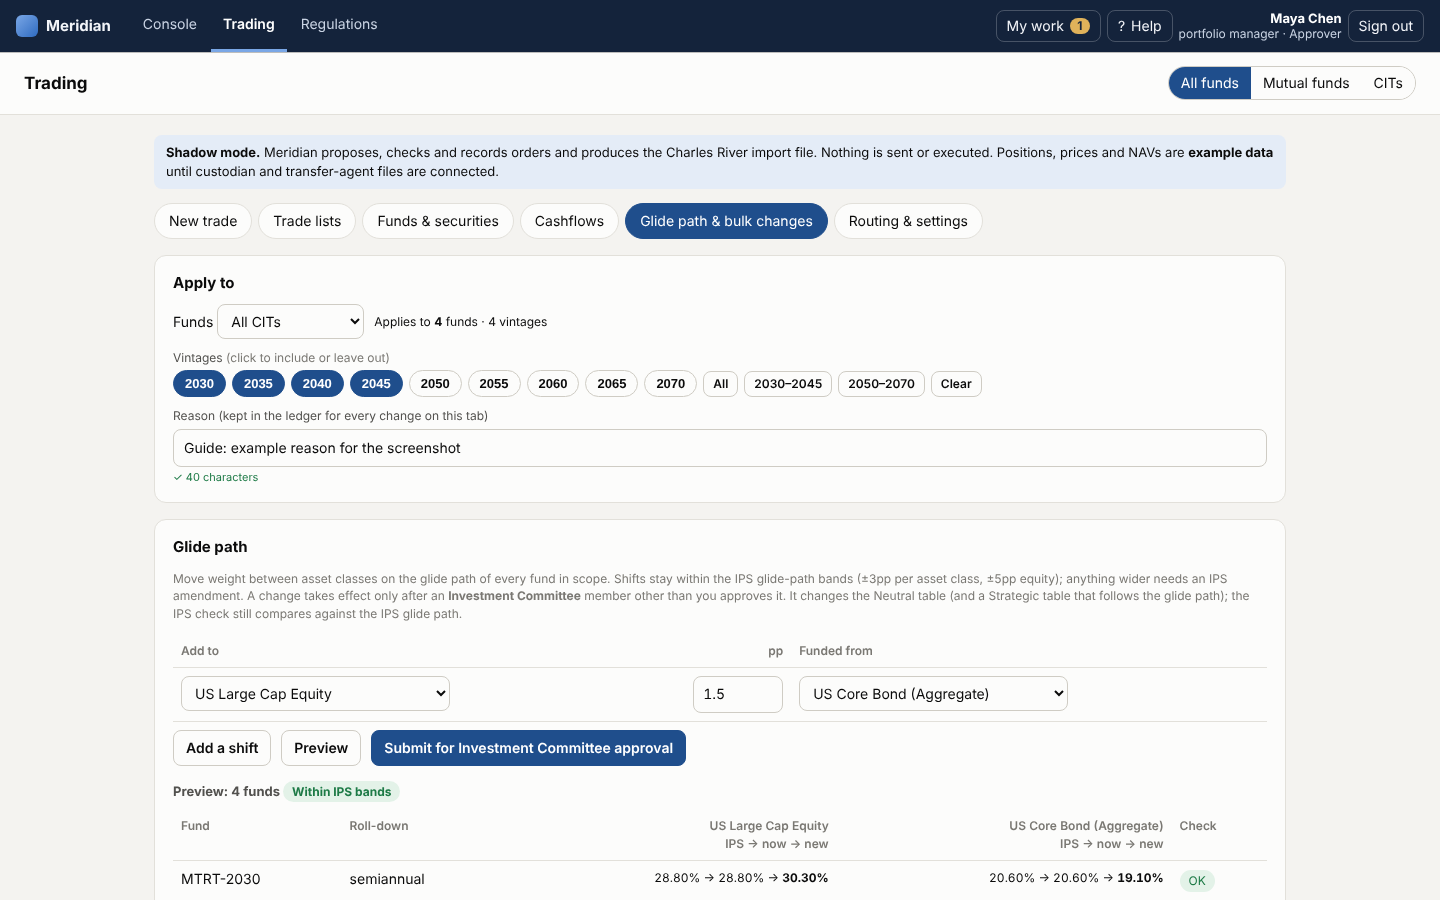 Meridian Console Trading Regulations My work 1 ? Help Maya Chen Sign out
portfolio manager · Approver
Trading All funds Mutual funds CITs
Shadow mode. Meridian proposes, checks and records orders and produces the Charles River import file. Nothing is sent or executed. Positions, prices and NAVs are example data
until custodian and transfer-agent files are connected.
New trade Trade lists Funds & securities Cashflows Glide path & bulk changes Routing & settings
Apply to
Funds All CITs Applies to 4 funds · 4 vintages
Vintages (click to include or leave out)
2030 2035 2040 2045 2050 2055 2060 2065 2070 All 2030–2045 2050–2070 Clear
Reason (kept in the ledger for every change on this tab)
Guide: example reason for the screenshot
✓ 40 characters
Glide path
Move weight between asset classes on the glide path of every fund in scope. Shifts stay within the IPS glide-path bands (±3pp per asset class, ±5pp equity); anything wider needs an IPS
amendment. A change takes effect only after an Investment Committee member other than you approves it. It changes the Neutral table (and a Strategic table that follows the glide path); the
IPS check still compares against the IPS glide path.
Add to pp Funded from
US Large Cap Equity 1.5 US Core Bond (Aggregate)
Add a shift Preview Submit for Investment Committee approval
Preview: 4 funds Within IPS bands
Fund Roll-down US Large Cap Equity US Core Bond (Aggregate) Check
IPS → now → new IPS → now → new
MTRT-2030 semiannual 28.80% → 28.80% → 30.30% 20.60% → 20.60% → 19.10% OK